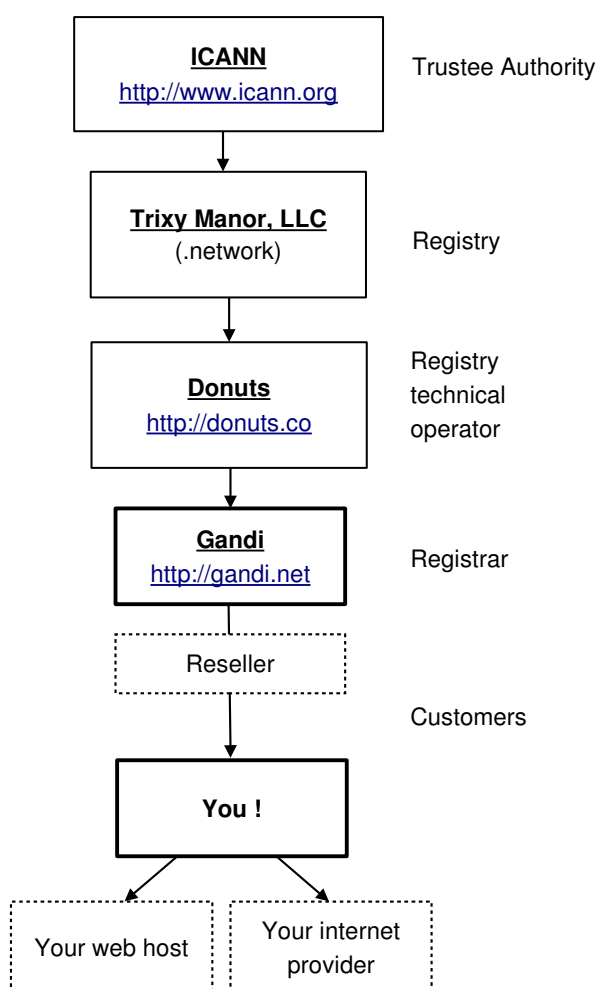 ICANN
http://www.icann.org
Trustee Authority
Trixy Manor, LLC
(.network)
Registry
Donuts
http://donuts.co
Registry
technical
operator
Gandi
http://gandi.net
Registrar
Reseller
Customers
You !
Your web host
Your internet
provider